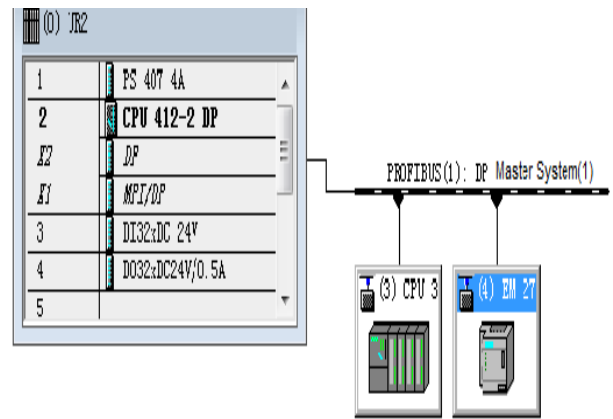 (0) UR2
1 PS 407 4A
2 CPU 412-2 DP
X2 DP
X1 MPI/DP
3 DI32xDC 24V
4 DO32xDC24V/0.5A
5
PROFIBUS(1): DP Master System(1)
(3) CPU 3
(4) EM 27